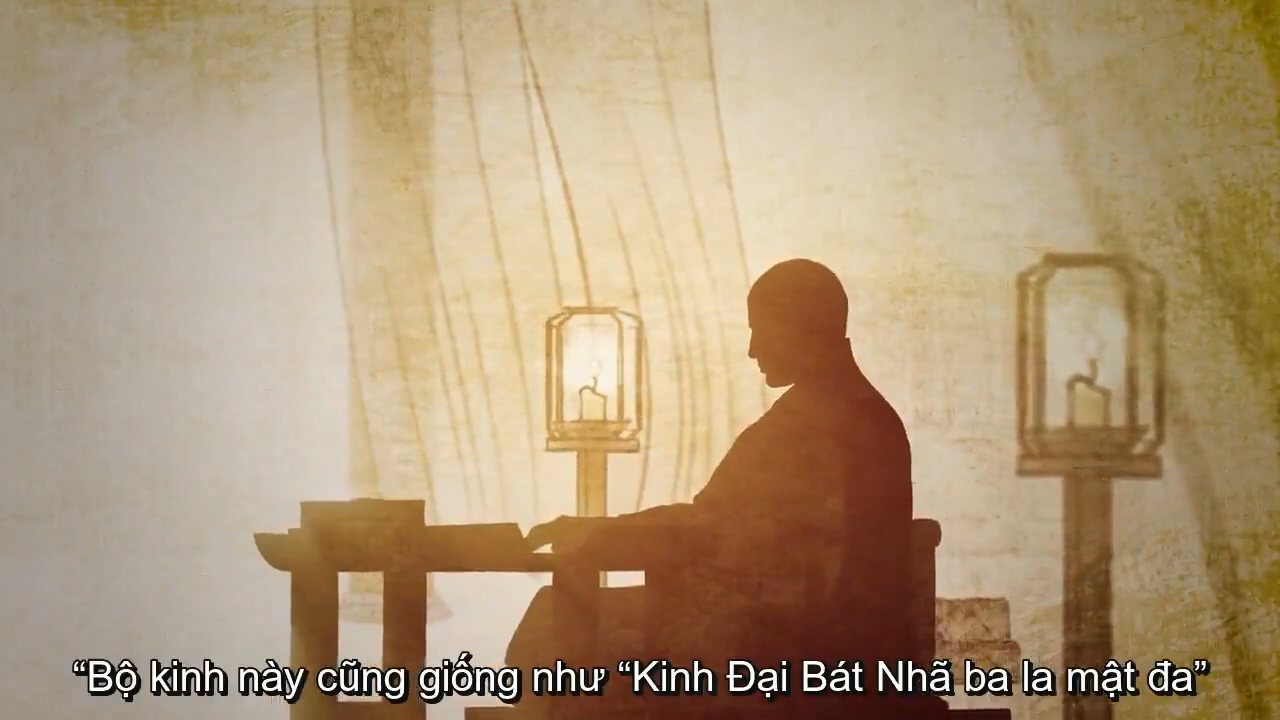 “Bộ kinh này cũng giống như “Kinh Đại Bát Nhã ba la mật đa”